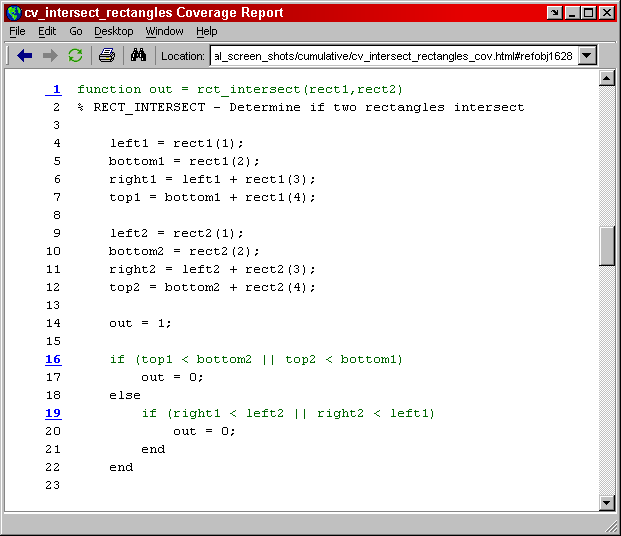 cv_intersect_rectangles Coverage Report
File Edit Go Desktop Window Help
Location: al_screen_shots/cumulative/cv_intersect_rectangles_cov.html#refobj1628
1 function out = rct_intersect(rect1,rect2)
2 % RECT_INTERSECT - Determine if two rectangles intersect
3
4 left1 = rect1(1);
5 bottom1 = rect1(2);
6 right1 = left1 + rect1(3);
7 top1 = bottom1 + rect1(4);
8
9 left2 = rect2(1);
10 bottom2 = rect2(2);
11 right2 = left2 + rect2(3);
12 top2 = bottom2 + rect2(4);
13
14 out = 1;
15
16 if (top1 < bottom2 || top2 < bottom1)
17 out = 0;
18 else
19 if (right1 < left2 || right2 < left1)
20 out = 0;
21 end
22 end
23